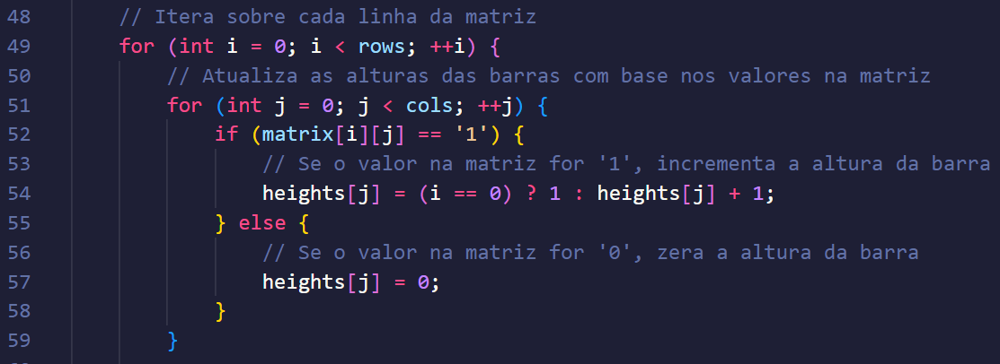 48 // Itera sobre cada linha da matriz
49 for (int i = 0; i < rows; ++i) {
50 // Atualiza as alturas das barras com base nos valores na matriz
51 for (int j = 0; j < cols; ++j) {
52 if (matrix[i][j] == '1') {
53 // Se o valor na matriz for '1', incrementa a altura da barra
54 heights[j] = (i == 0) ? 1 : heights[j] + 1;
55 } else {
56 // Se o valor na matriz for '0', zera a altura da barra
57 heights[j] = 0;
58 }
59 }